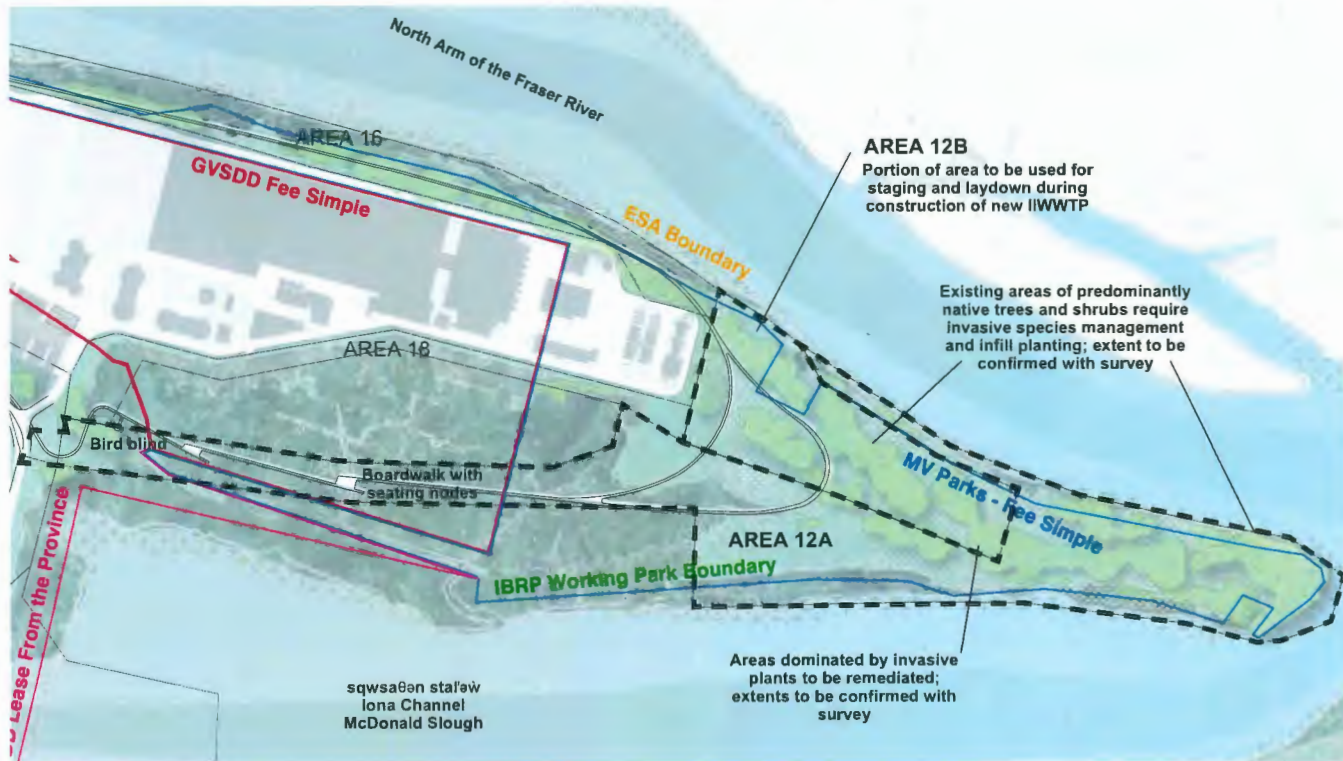 North Arm of the Fraser River
AREA 16
GVSDD Fee Simple
ESA Boundary
AREA 12B
Portion of area to be used for
staging and laydown during
construction of new IIWWTP
Existing areas of predominantly
native trees and shrubs require
invasive species management
and infill planting; extent to be
confirmed with survey
AREA 18
Bird blind
Boardwalk with
seating nodes
MV Parks - Fee Simple
AREA 12A
IBRP Working Park Boundary
Lease From the Province
Areas dominated by invasive
plants to be remediated;
extents to be confirmed with
survey
sqwsaθən stal̕əw̓
Iona Channel
McDonald Slough